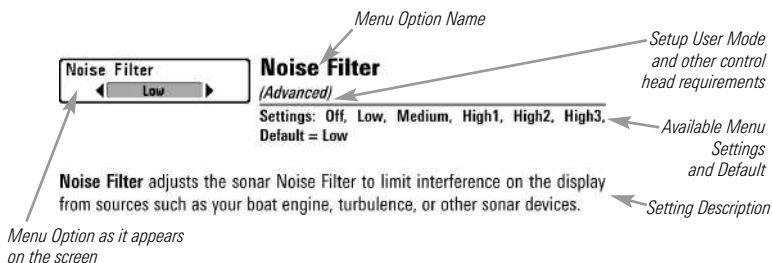 Menu Option Name
Setup User Mode
and other control
head requirements
Noise Filter
Low
Noise Filter
(Advanced)
Settings: Off, Low, Medium, High1, High2, High3,
Default = Low
Available Menu
Settings
and Default
Noise Filter adjusts the sonar Noise Filter to limit interference on the display
from sources such as your boat engine, turbulence, or other sonar devices.
Setting Description
Menu Option as it appears
on the screen